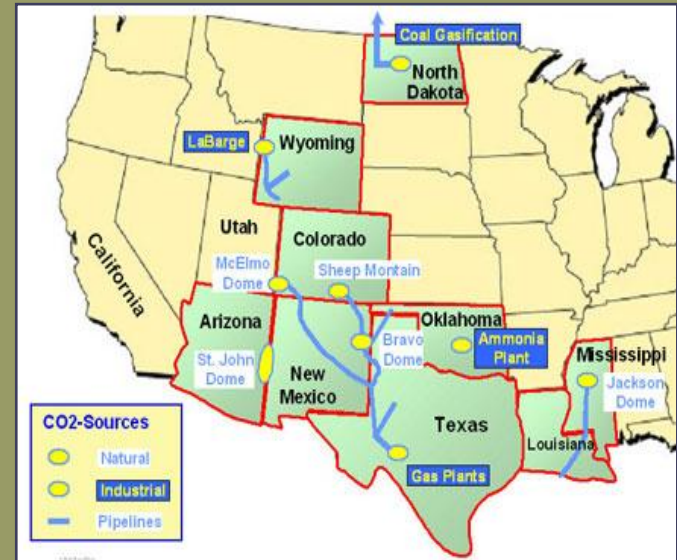 Coal Gasification
North
Dakota
LaBarge
Wyoming
Utah
Colorado
California
McElmo
Dome
Sheep Montain
Arizona
Oklahoma
Ammonia
Plant
Bravo
Dome
Mississippi
St. John
Dome
New
Mexico
Jackson
Dome
Texas
Louisiana
Gas Plants
CO2-Sources
Natural
Industrial
Pipelines